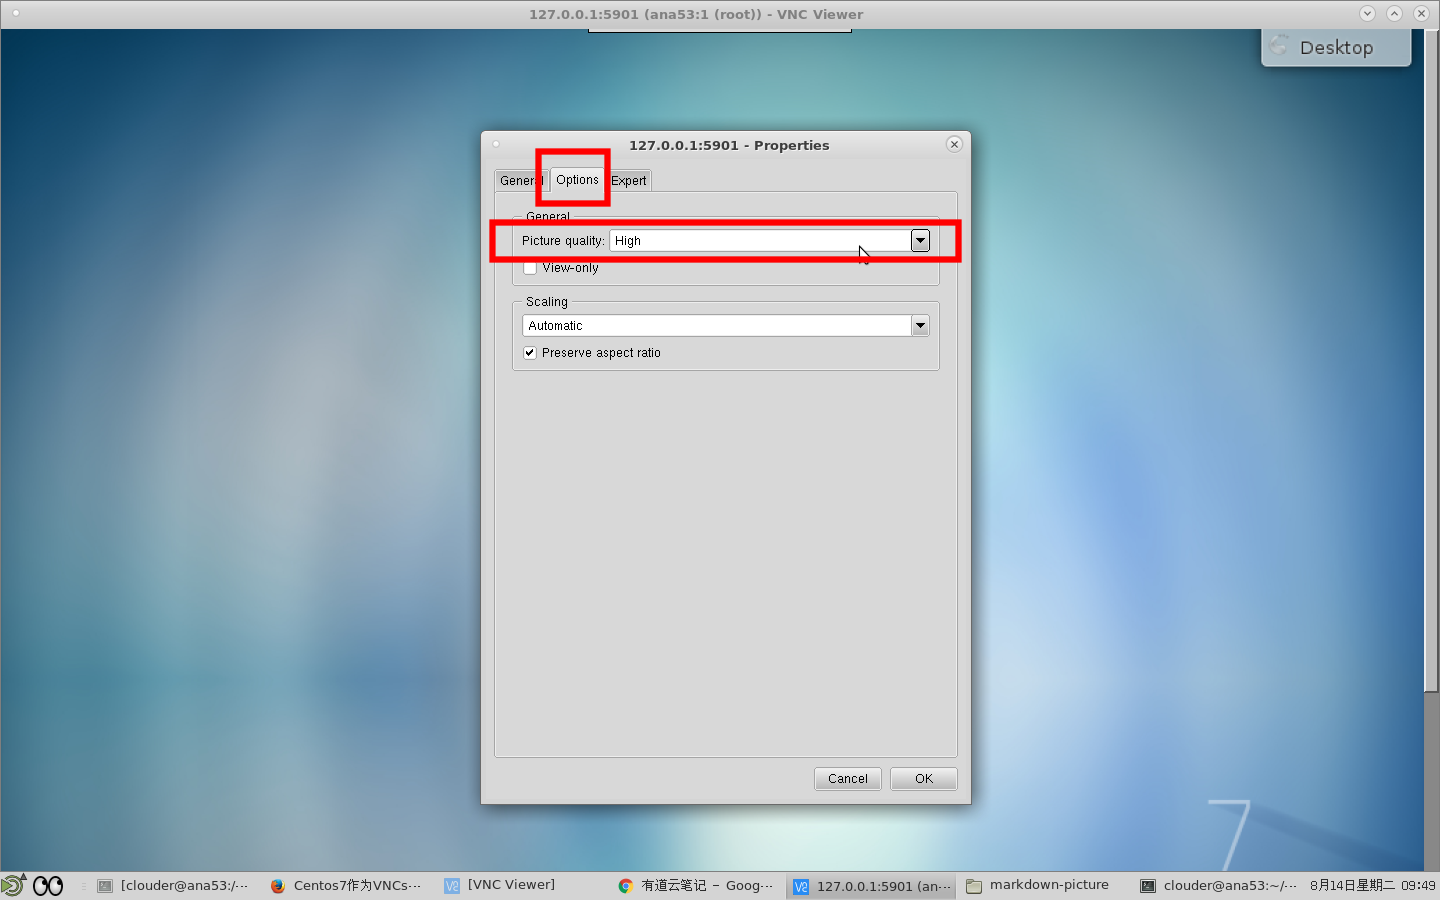 127.0.0.1:5901 (ana53:1 (root)) - VNC Viewer
Desktop
127.0.0.1:5901 - Properties
General Options Expert
General
Picture quality: High
View-only
Scaling
Automatic
Preserve aspect ratio
Cancel OK
7
[clouder@ana53:/··· Centos7作为VNCs··· [VNC Viewer] 有道云笔记 – Goog··· 127.0.0.1:5901 (an··· markdown-picture clouder@ana53:~/··· 8月14日星期二 09:49